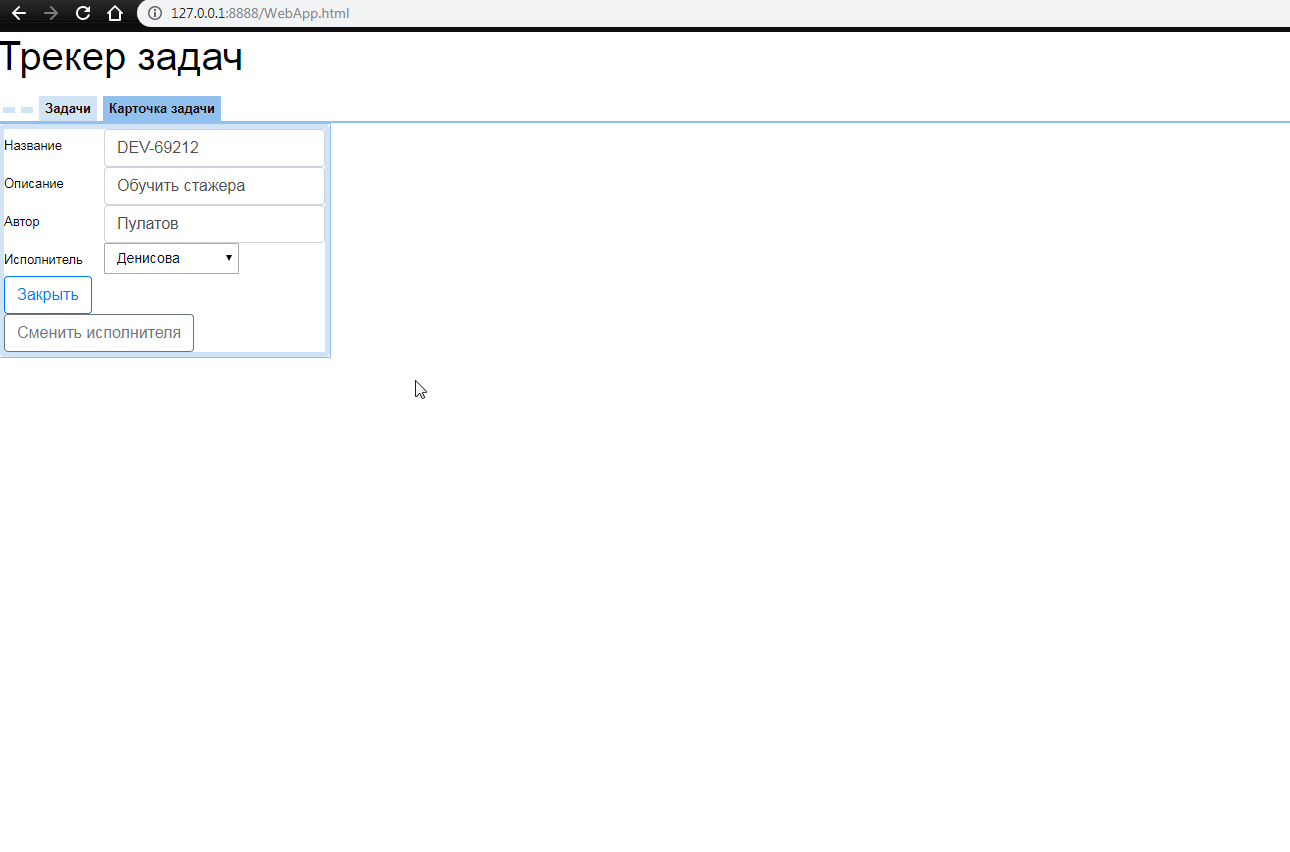 127.0.0.1:8888/WebApp.html
Трекер задач
Задачи Карточка задачи
Название DEV-69212
Описание Обучить стажера
Автор Пулатов
Исполнитель Денисова
Закрыть
Сменить исполнителя